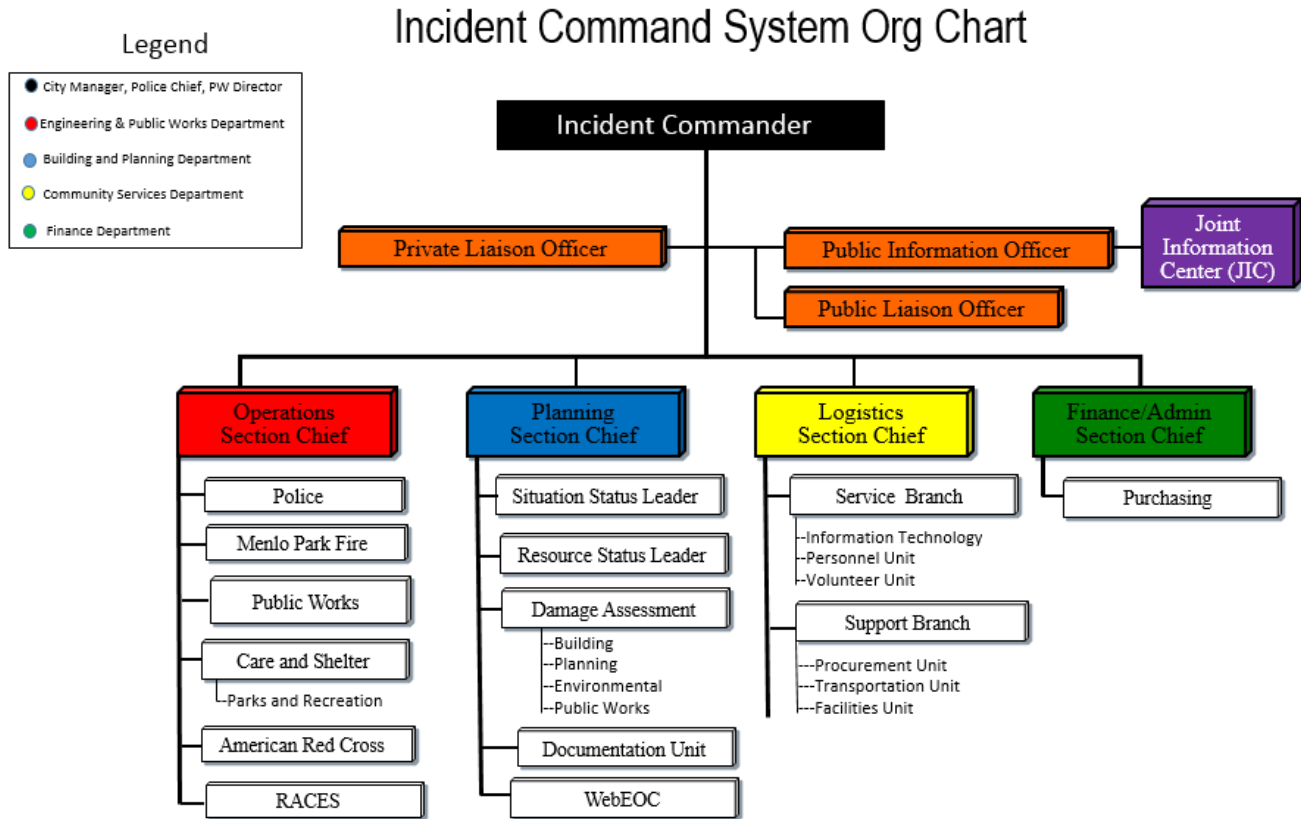 Incident Command System Org Chart
Legend
City Manager, Police Chief, PW Director
Engineering & Public Works Department
Building and Planning Department
Community Services Department
Finance Department
Incident Commander
Private Liaison Officer
Public Information Officer
Joint
Information
Center (JIC)
Public Liaison Officer
Operations
Section Chief
Police
Menlo Park Fire
Public Works
Care and Shelter
--Parks and Recreation
American Red Cross
RACES
Planning
Section Chief
Situation Status Leader
Resource Status Leader
Damage Assessment
--Building
--Planning
--Environmental
--Public Works
Documentation Unit
WebEOC
Logistics
Section Chief
Service Branch
--Information Technology
--Personnel Unit
--Volunteer Unit
Support Branch
---Procurement Unit
---Transportation Unit
---Facilities Unit
Finance/Admin
Section Chief
Purchasing